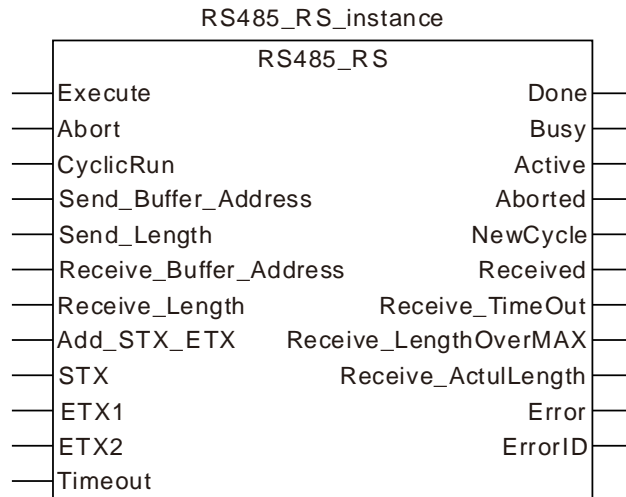 RS485_RS_instance
RS485_RS
Execute Done
Abort Busy
CyclicRun Active
Send_Buffer_Address Aborted
Send_Length NewCycle
Receive_Buffer_Address Received
Receive_Length Receive_TimeOut
Add_STX_ETX Receive_LengthOverMAX
STX Receive_ActulLength
ETX1 Error
ETX2 ErrorID
Timeout